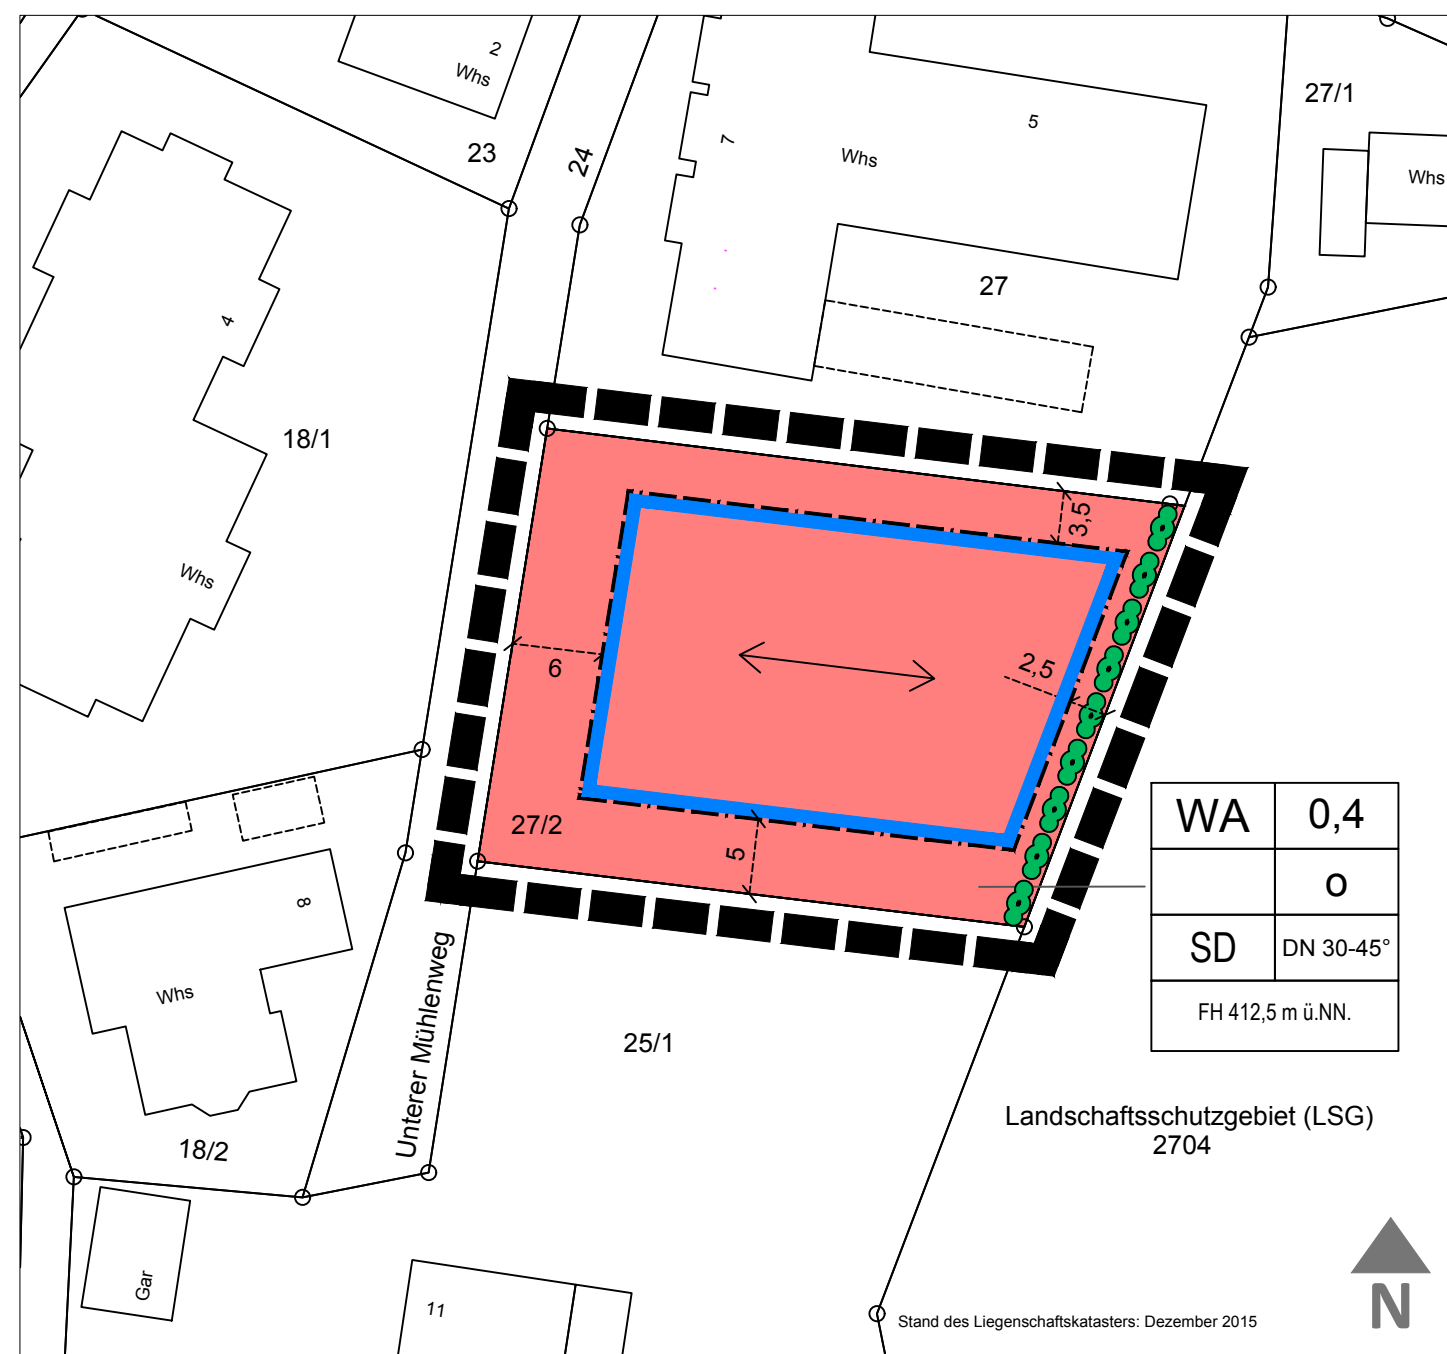 2
Whs
23
24
7
5
Whs
27/1
Whs
27
4
18/1
Whs
3,5
6
2,5
27/2
5
WA 0,4
o
SD DN 30-45°
FH 412,5 m ü.NN.
8
Whs
Unterer Mühlenweg
25/1
18/2
Landschaftsschutzgebiet (LSG)
2704
Gar
11
Stand des Liegenschaftskatasters: Dezember 2015
N